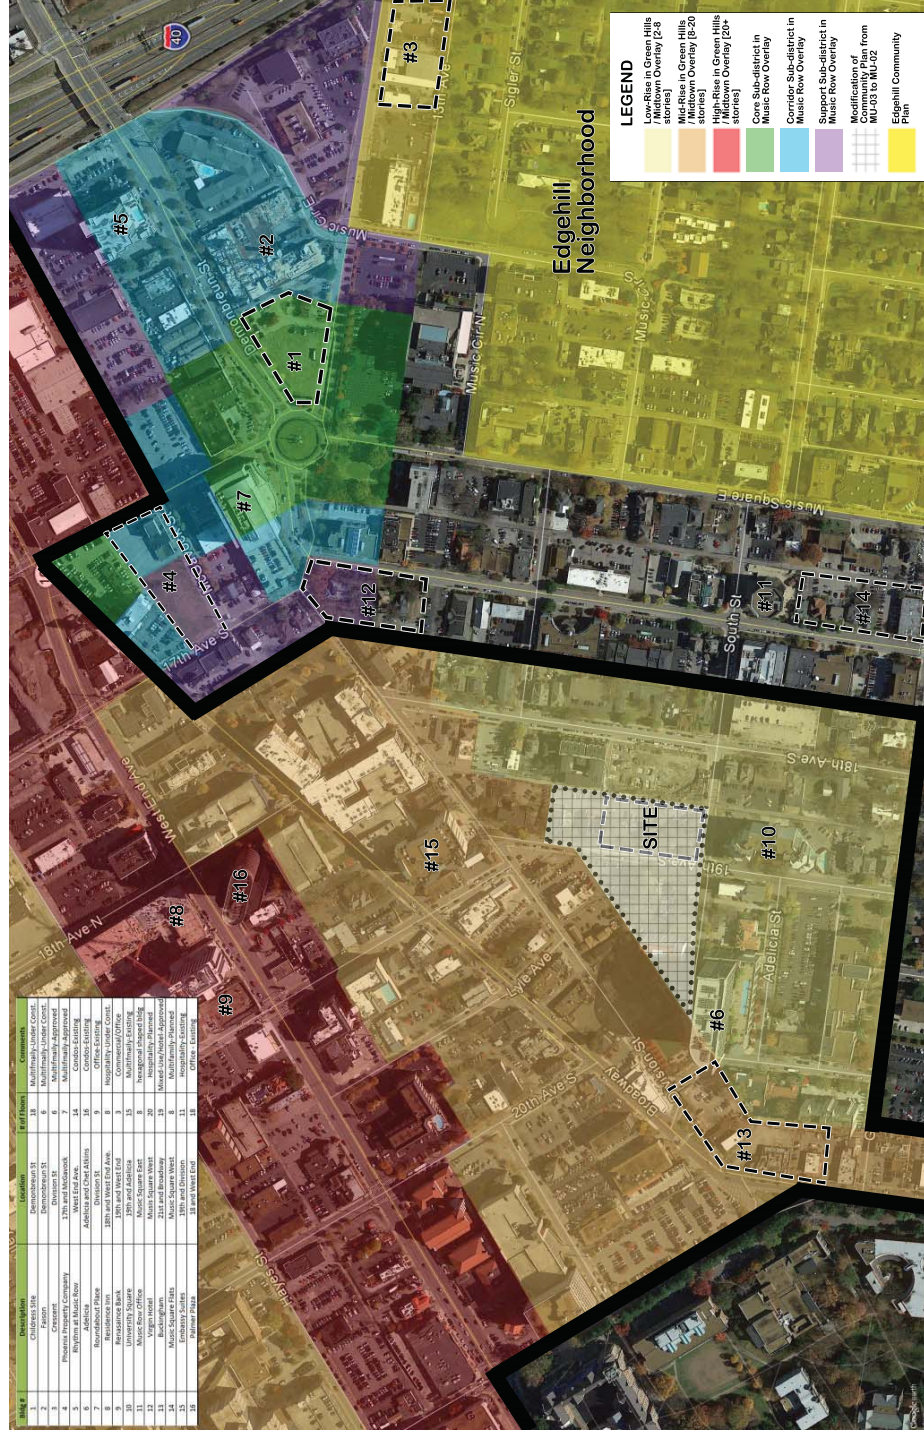 Bldg # Description Location # of Floors Comments
1 Childress Site Demonbreun St 18 Multifmaily-Under Const.
2 Faison Demonbreun St 6 Multifmaily-Under Const.
3 Crescent Division St 6 Multifmaily-Approved
4 Phoenix Property Company 17th and McGavock 7 Multifmaily-Approved
5 Rhythm at Music Row West End Ave. 14 Condos-Existing
6 Adelicia Adelicia and Chet Atkins 16 Condos-Existing
7 Roundabout Place Division St 9 Office-Existing
8 Residence Inn 18th and West End Ave. 8 Hospitality-Under Const.
9 Renasaince Bank 19th and West End 3 Commercial/Office
10 University Square 19th and Adelicia 15 Multifmaily-Existing
11 Music Row Office Music Square East 8 hexagonal shaped bldg
12 Virgin Hotel Musis Square West 20 Hospitality-Planned
13 Buckingham 21st and Broadway 19 Mixed-Use/Hotel Approved
14 Music Square Flats Music Square West 8 Multifamily-Planned
15 Embassy Suites 19th and Division 11 Hospitality-Existing
16 Palmer Plaza 18 and West End 18 Office - Existing
Hayes St
18th Ave N
West End Ave
#8
#9
#16
20th Ave S
Broadway
Division St
#15
#13
#6
SITE
19th
#10
Adelicia St
18th Ave S
17th Ave S
#4
#7
#12
#5
Demonbreun St
#2
#1
Music Cir E
Music Cir N
Music Cir S
40
#3
Sigler St
Edgehill
Neighborhood
Music Square E
South St
#11
#14
LEGEND
Low-Rise in Green Hills
/ Midtown Overlay [2-8
stories]
Mid-Rise in Green Hills
/ Midtown Overlay [8-20
stories]
High-Rise in Green Hills
/ Midtown Overlay [20+
stories]
Core Sub-district in
Music Row Overlay
Corridor Sub-district in
Music Row Overlay
Support Sub-district in
Music Row Overlay
Modification of
Community Plan from
MU-03 to MU-02
Edgehill Community
Plan